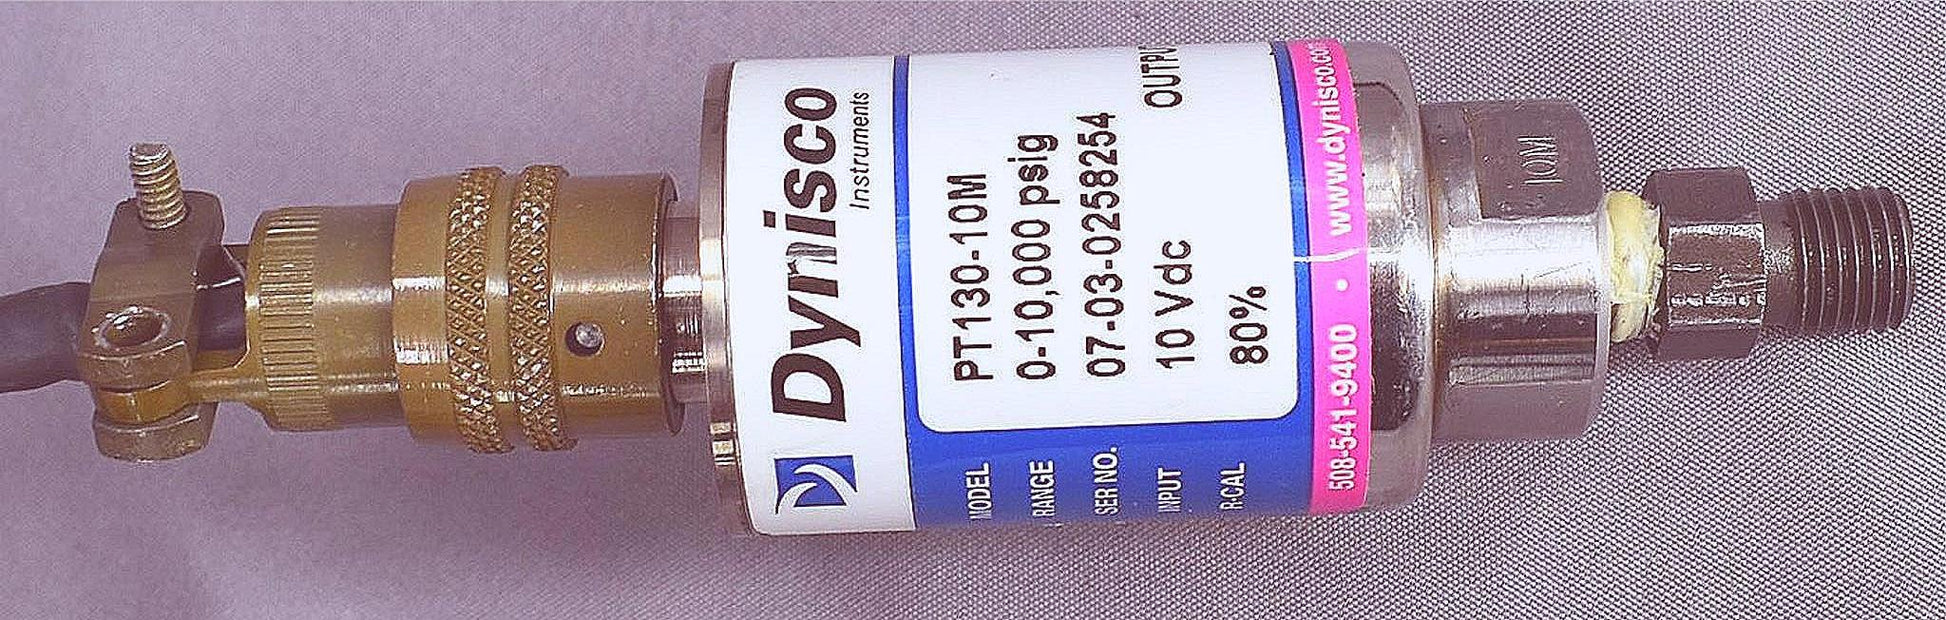 Dynisco
Instruments
MODEL PT130-10M
RANGE 0-10,000 psig
SER NO. 07-03-0258254
INPUT 10 Vdc OUTPU
R-CAL 80%
508-541-9400 • www.dynisco.com
10M